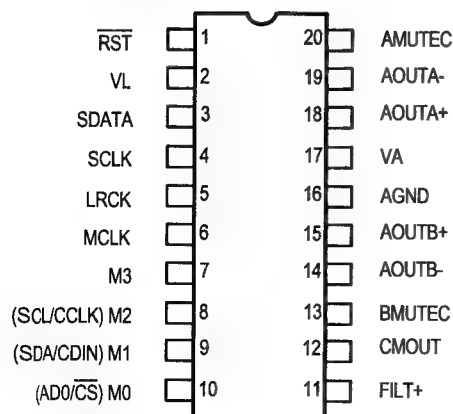 RST 1 20 AMUTEC
VL 2 19 AOUTA-
SDATA 3 18 AOUTA+
SCLK 4 17 VA
LRCK 5 16 AGND
MCLK 6 15 AOUTB+
M3 7 14 AOUTB-
(SCL/CCLK) M2 8 13 BMUTEC
(SDA/CDIN) M1 9 12 CMOUT
(AD0/CS) M0 10 11 FILT+